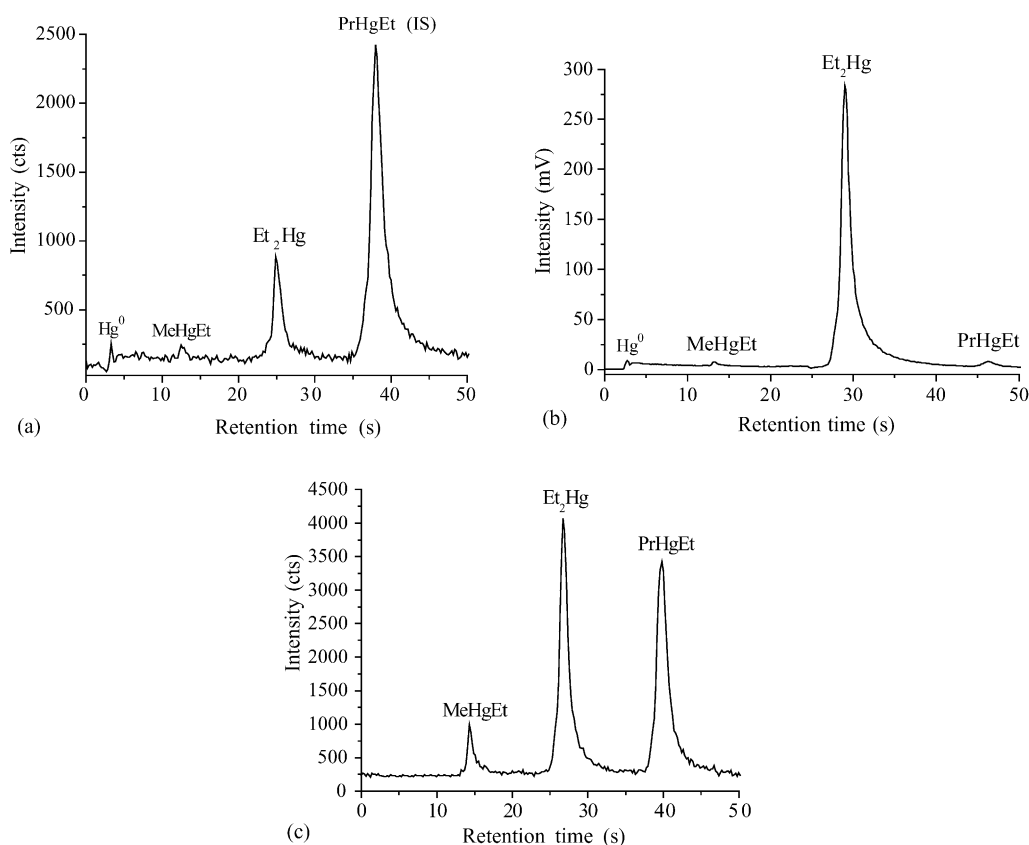 PrHgEt (IS)
2500
2000
1500
1000
500
Intensity (cts)
Et2Hg
Hg0
MeHgEt
0 10 20 30 40 50
(a) Retention time (s)
Et2Hg
300
250
200
150
100
50
0
Intensity (mV)
Hg0
MeHgEt
PrHgEt
0 10 20 30 40 50
(b) Retention time (s)
4500
4000
3500
3000
2500
2000
1500
1000
500
0
Intensity (cts)
Et2Hg
PrHgEt
MeHgEt
0 10 20 30 40 50
(c) Retention time (s)